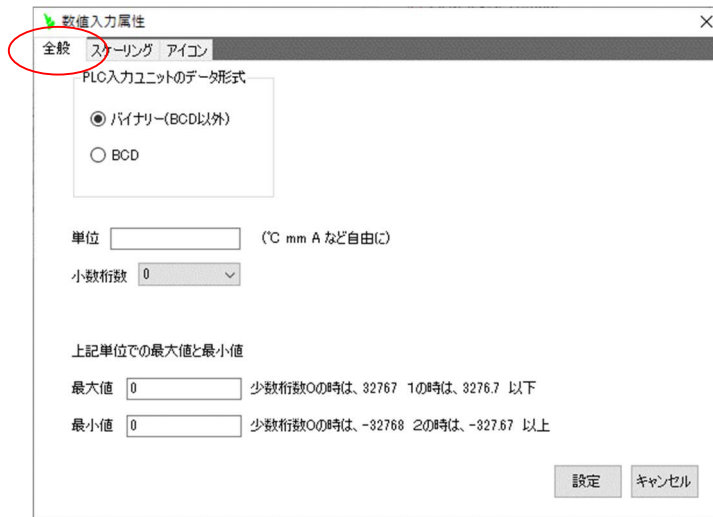 数値入力属性
全般 スケーリング アイコン
PLC入力ユニットのデータ形式
バイナリー(BCD以外)
BCD
単位 (℃ mm A など自由に)
小数桁数 0
上記単位での最大値と最小値
最大値 0 少数桁数0の時は、32767 1の時は、3276.7 以下
最小値 0 少数桁数0の時は、-32768 2の時は、-327.67 以上
設定 キャンセル